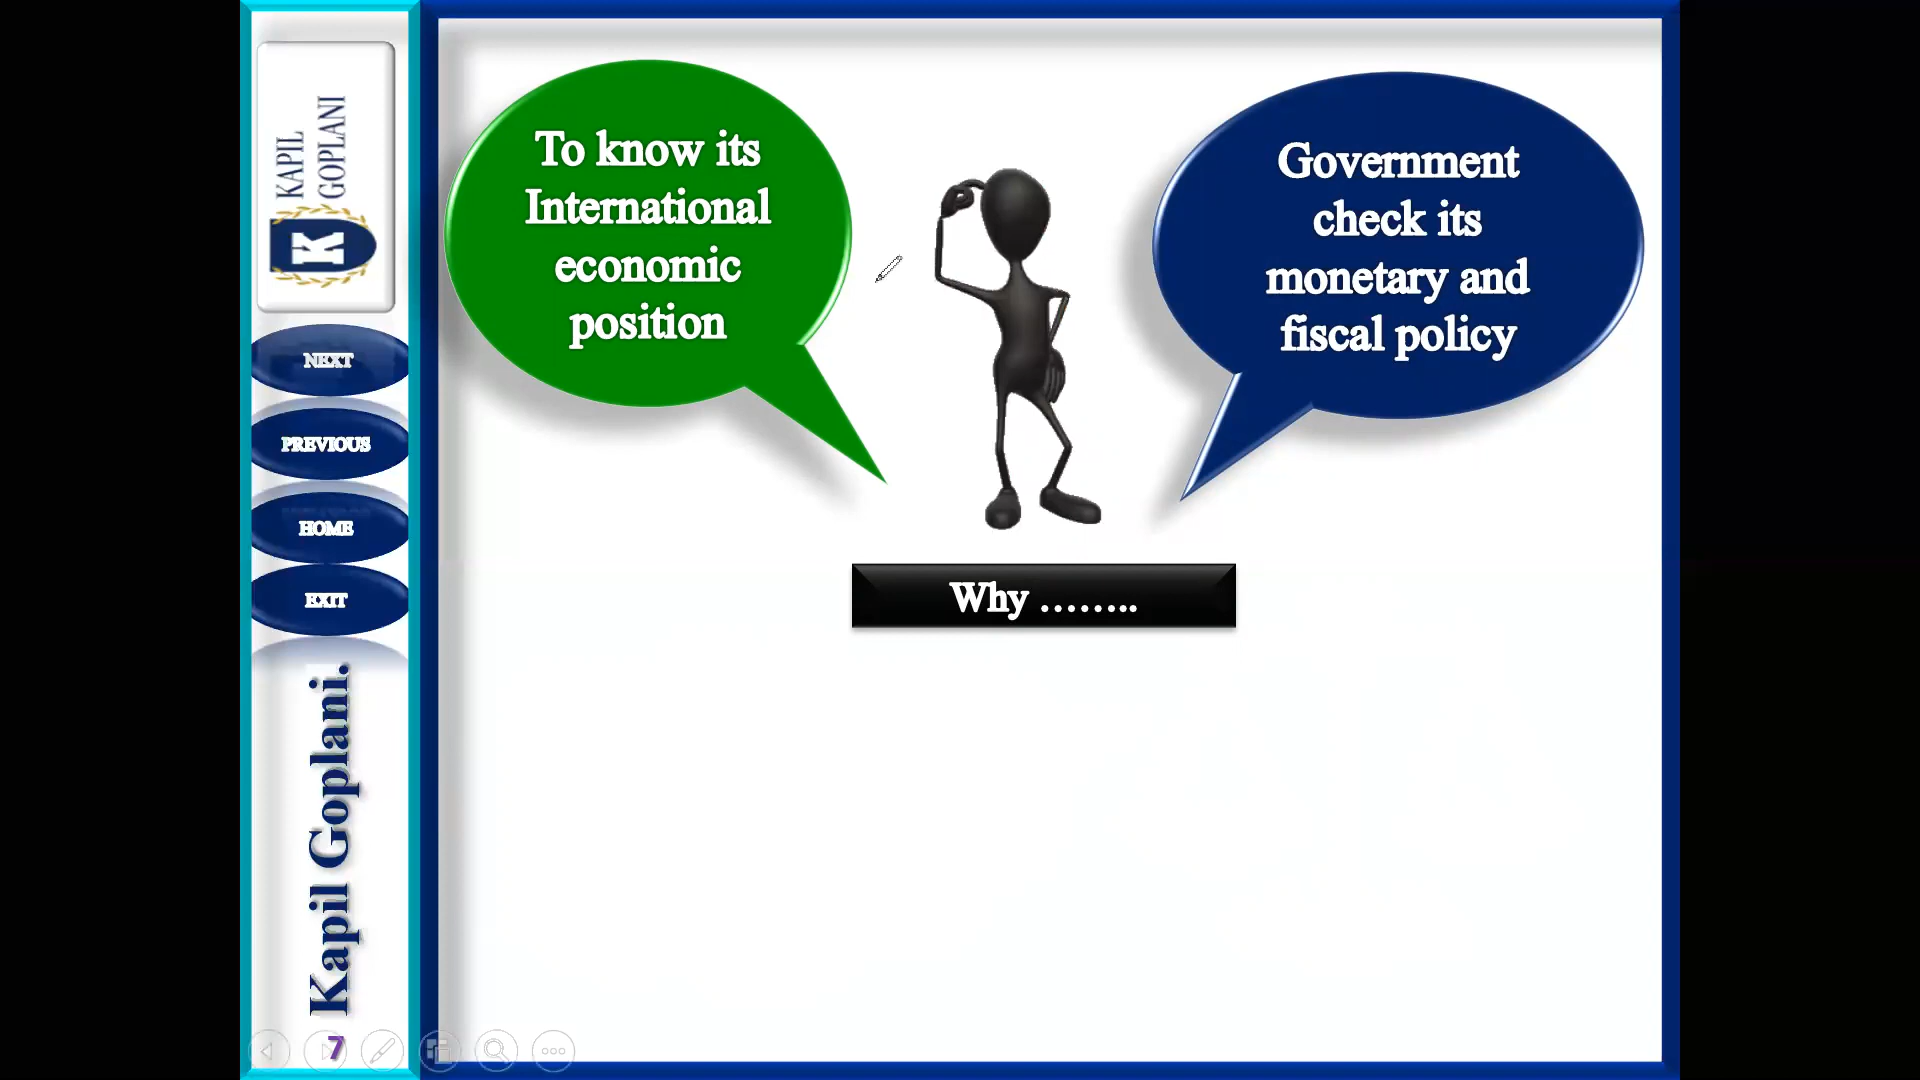 KAPIL
GOPLANI
K
NEXT
PREVIOUS
HOME
EXIT
Kapil Goplani.
7
To know its
International
economic
position
Government
check its
monetary and
fiscal policy
Why ........